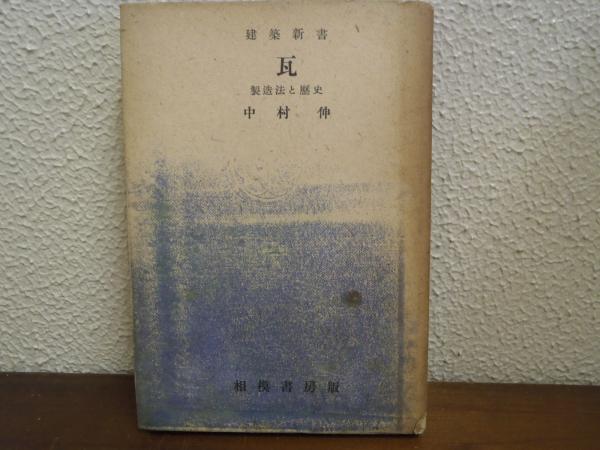 建築新書
瓦
製造法と歴史
中村 伸
相模書房版